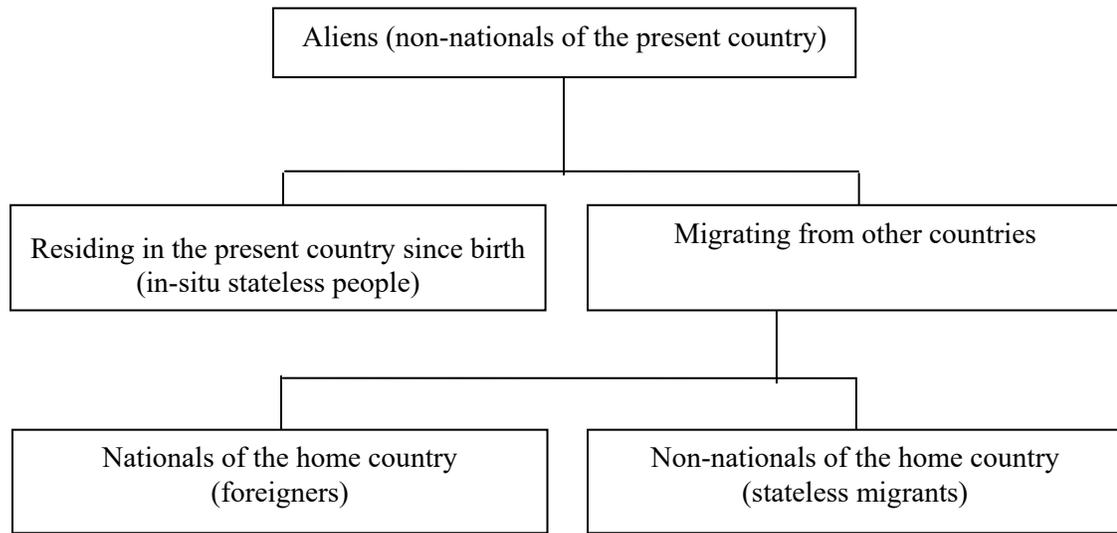 Aliens (non-nationals of the present country)
Residing in the present country since birth
(in-situ stateless people)
Migrating from other countries
Nationals of the home country
(foreigners)
Non-nationals of the home country
(stateless migrants)